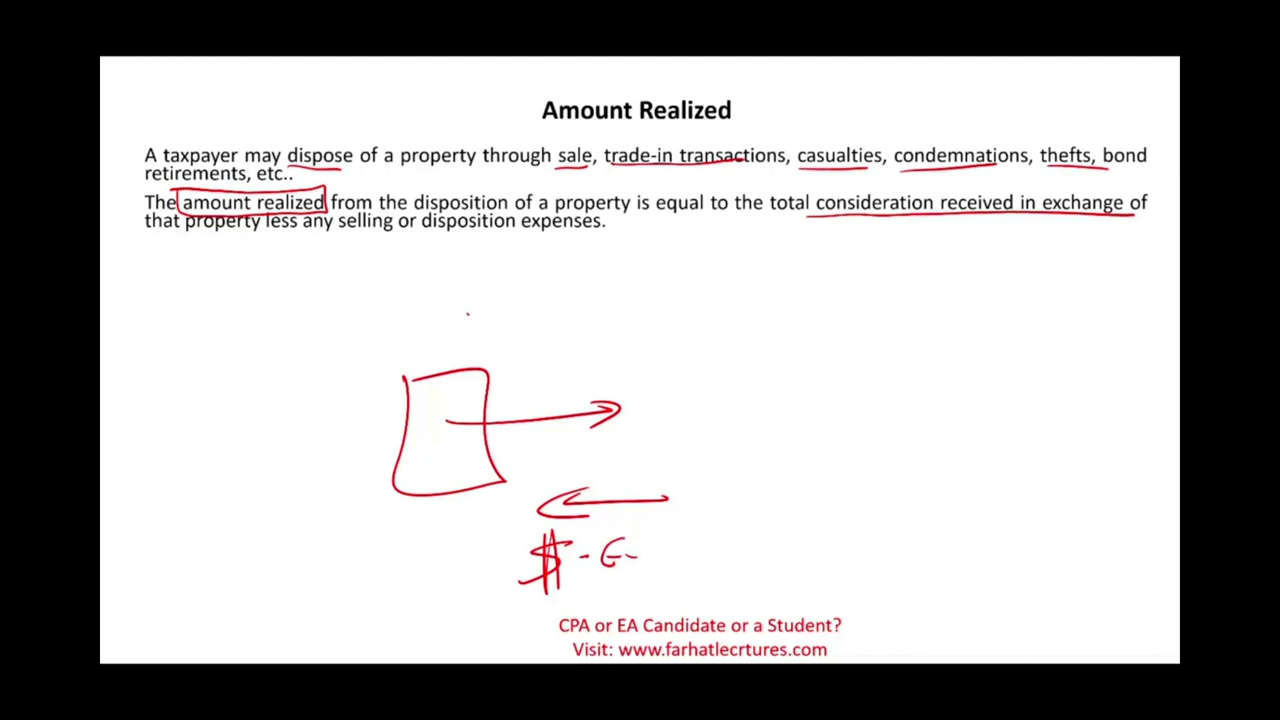 Amount Realized
A taxpayer may dispose of a property through sale, trade-in transactions, casualties, condemnations, thefts, bond
retirements, etc..
The amount realized from the disposition of a property is equal to the total consideration received in exchange of
that property less any selling or disposition expenses.
$ - E-
CPA or EA Candidate or a Student?
Visit: www.farhatlecrtures.com